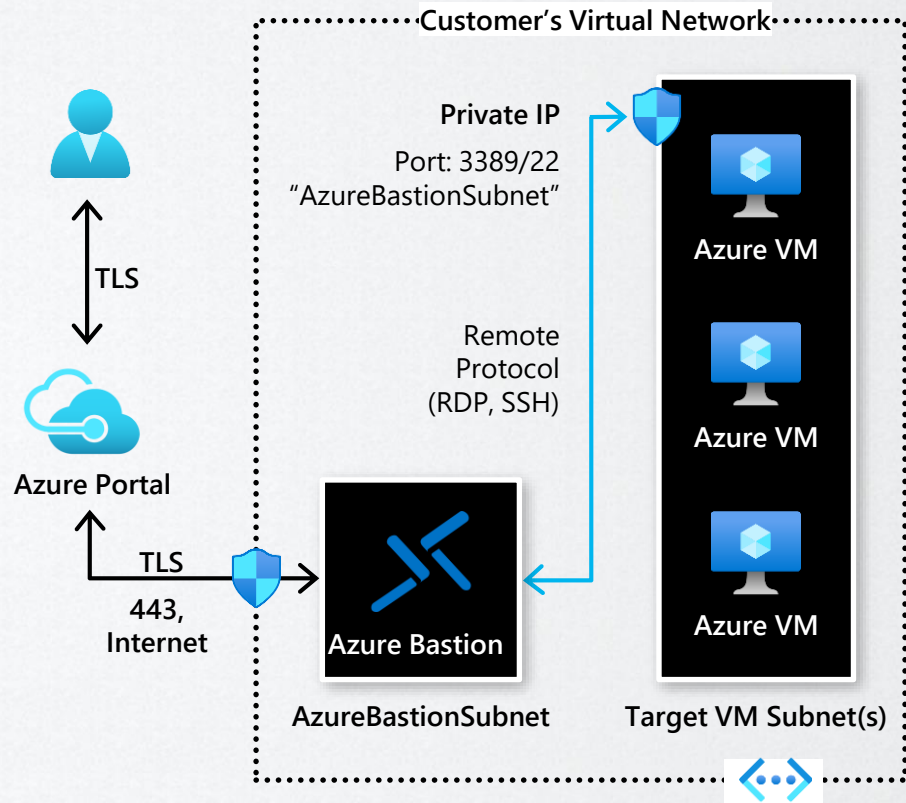 Customer’s Virtual Network
Private IP
Port: 3389/22
“AzureBastionSubnet”
Azure VM
TLS
Remote
Protocol
(RDP, SSH)
Azure VM
Azure Portal
TLS
443,
Internet
Azure Bastion
Azure VM
AzureBastionSubnet
Target VM Subnet(s)